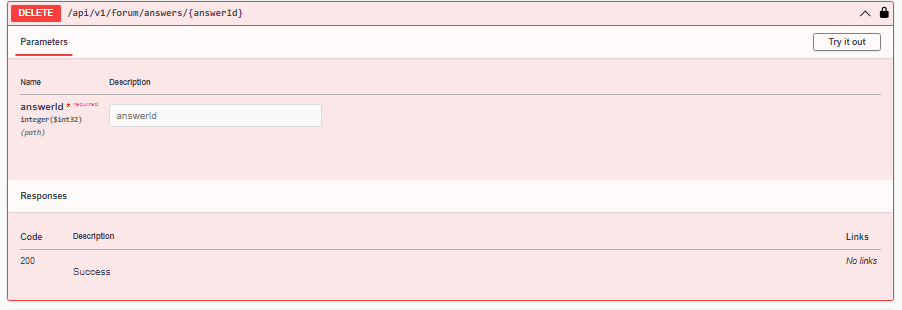 DELETE /api/v1/forum/answers/{answerId}
Parameters Try it out
Name Description
answerId * required answerId
integer($int32)
(path)
Responses
Code Description Links
200 No links
Success